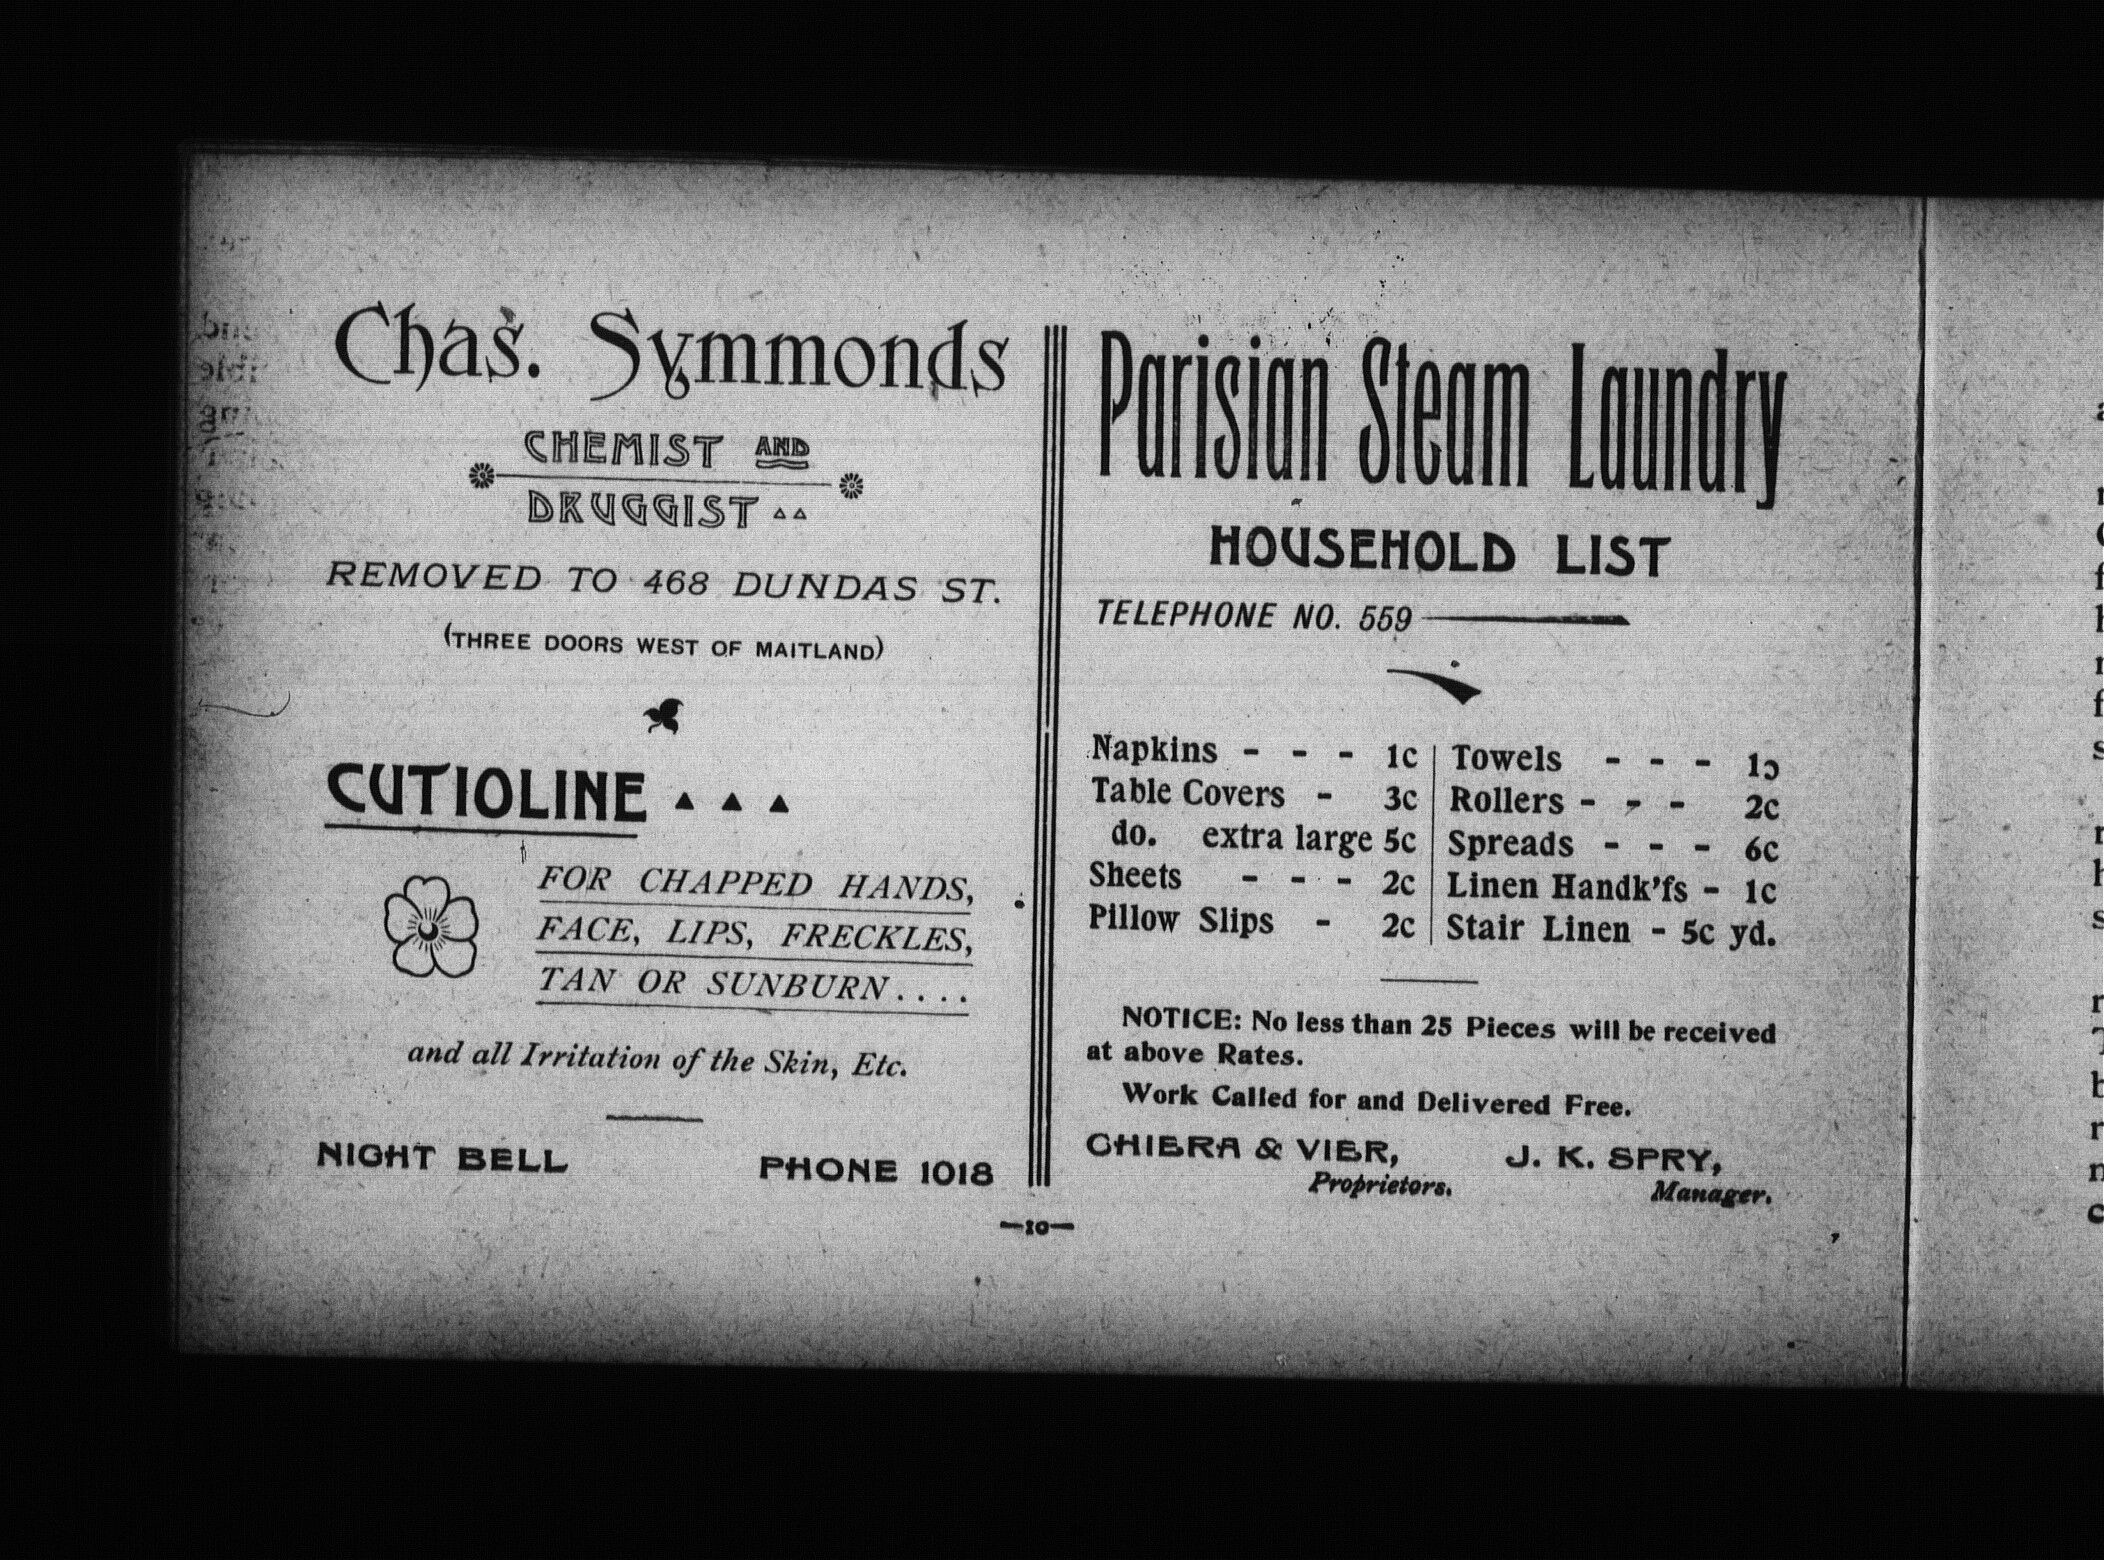 Chas. Symmonds
CHEMIST AND
DRUGGIST
REMOVED TO 468 DUNDAS ST.
(THREE DOORS WEST OF MAITLAND)
CUTIOLINE
FOR CHAPPED HANDS,
FACE, LIPS, FRECKLES,
TAN OR SUNBURN....
and all Irritation of the Skin, Etc.
NIGHT BELL PHONE 1018
Parisian Steam Laundry
HOUSEHOLD LIST
TELEPHONE NO. 559
Napkins - - - 1c
Table Covers - 3c
do. extra large 5c
Sheets - - - 2c
Pillow Slips - 2c
Towels - - - 1c
Rollers - - - 2c
Spreads - - - 6c
Linen Handk'fs - 1c
Stair Linen - 5c yd.
NOTICE: No less than 25 Pieces will be received
at above Rates.
Work Called for and Delivered Free.
CHIERA & VIER, J. K. SPRY,
Proprietors. Manager.
—10—